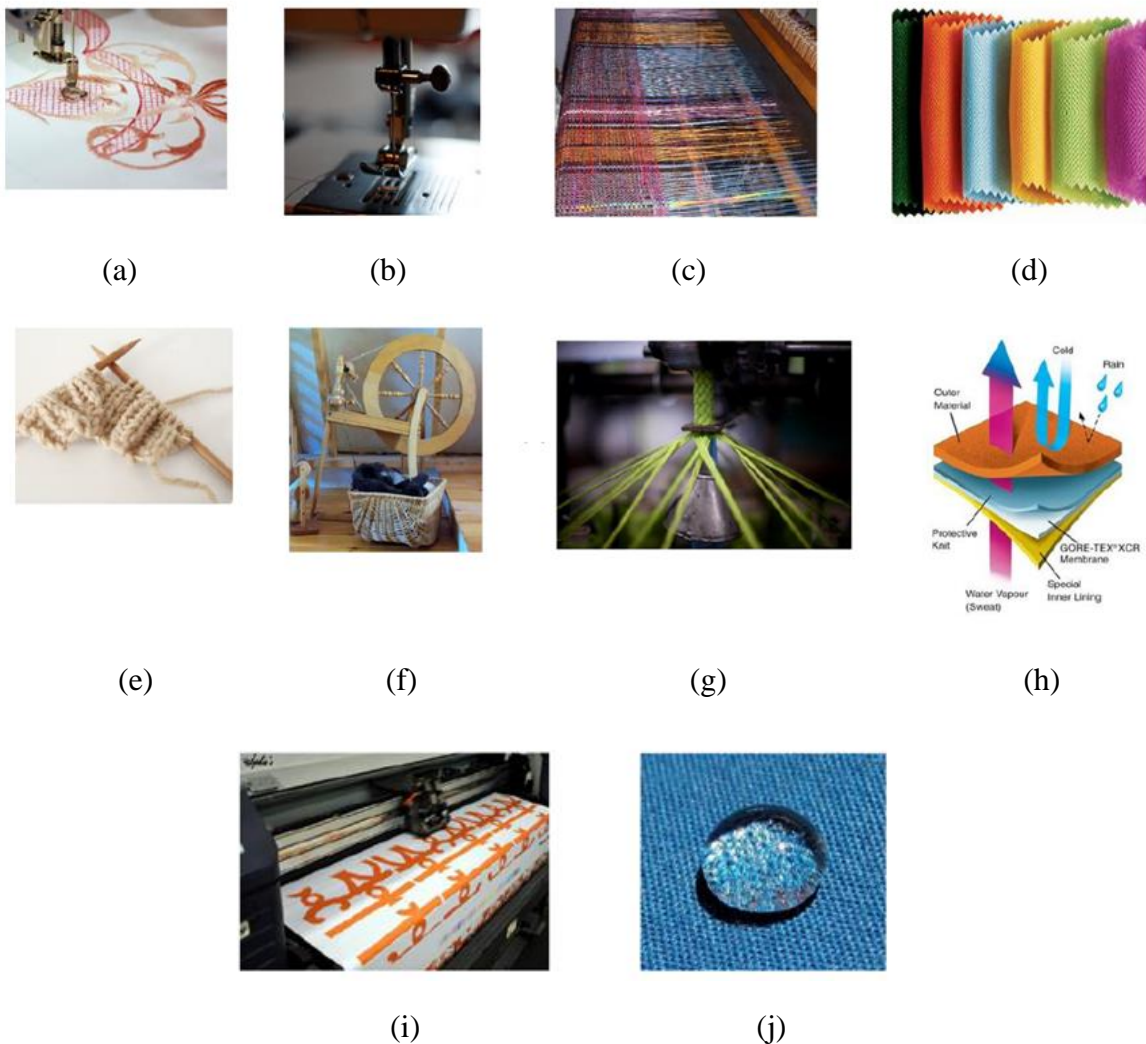 (a) (b) (c) (d)
Cold
Rain
Outer
Material
Protective
Knit
GORE-TEX® XCR
Membrane
Special
Inner Lining
Water Vapour
(Sweat)
(e) (f) (g) (h)
(i) (j)